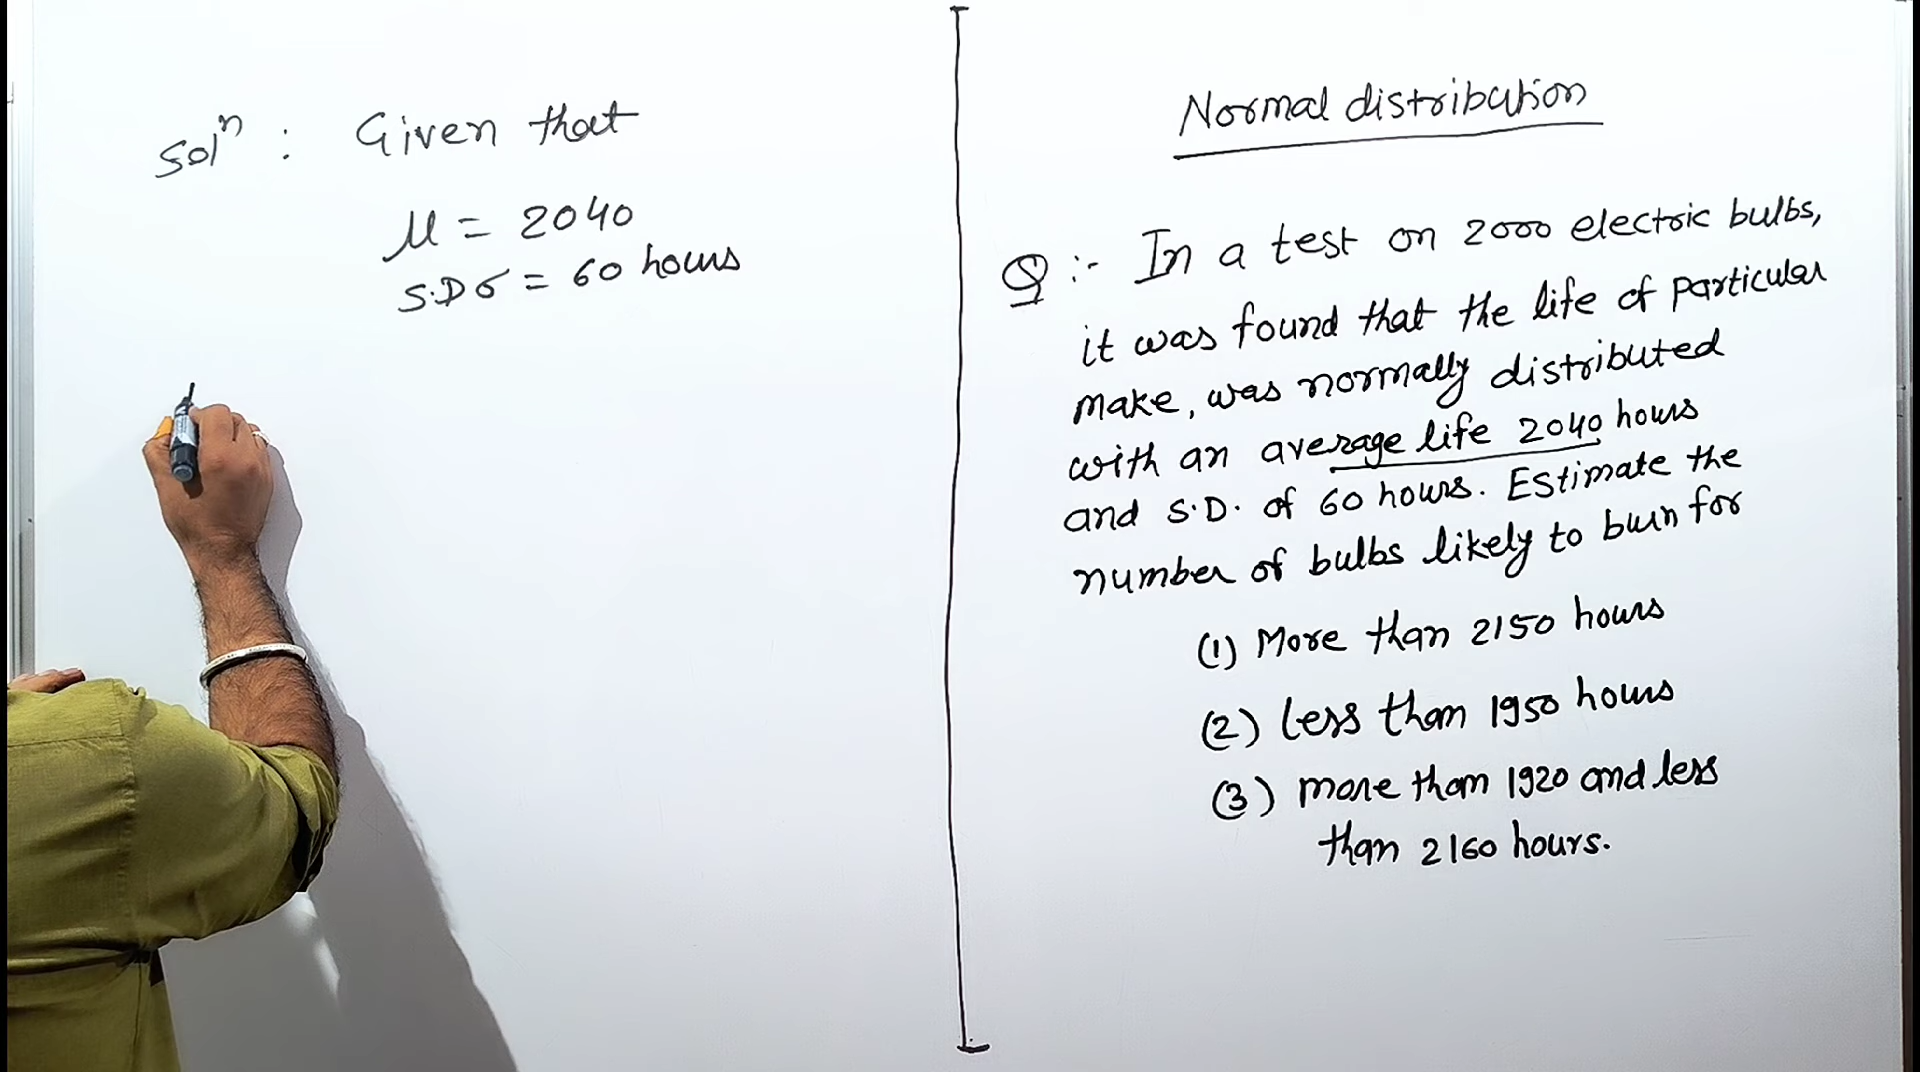 Solⁿ : Given that
μ = 2040
S.D σ = 60 hours
Normal distribution
Q :- In a test on 2000 electric bulbs,
it was found that the life of particular
make, was normally distributed
with an average life 2040 hours
and S.D. of 60 hours. Estimate the
number of bulbs likely to burn for
(1) More than 2150 hours
(2) less than 1950 hours
(3) more than 1920 and less
than 2160 hours.